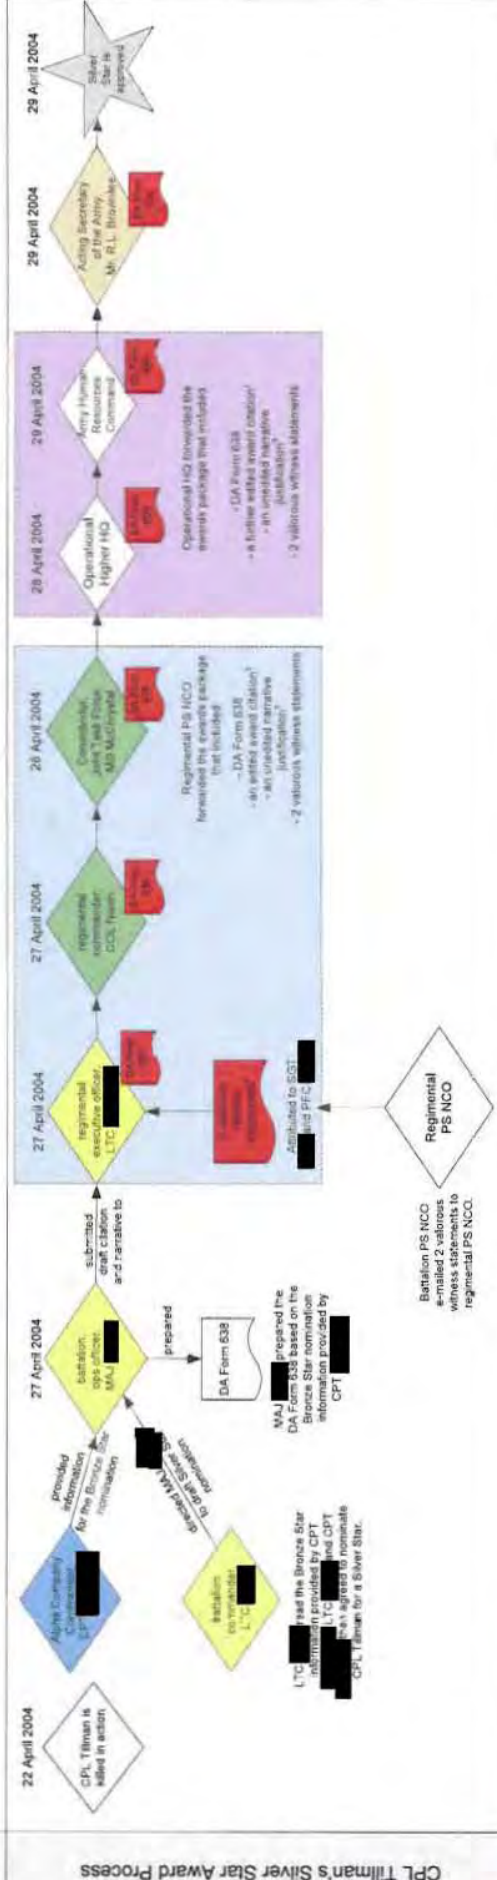 CPL Tillman's Silver Star Award Process
22 April 2004
CPL Tillman is
killed in action
Alpha Company
Commander
provided
information
for the Bronze Star
nomination
battalion
commander
LTC
directed MAJ
to draft Silver Star
nomination
LTC read the Bronze Star
information provided by CPT
LTC and CPT
then agreed to nominate
CPL Tillman for a Silver Star.
27 April 2004
battalion
ops officer,
MAJ
prepared
DA Form 638
MAJ prepared the
DA Form 638 based on the
Bronze Star nomination
information provided by
CPT
submitted
draft citation
and narrative to
27 April 2004
regimental
executive officer,
LTC
Attributed to SGT
and PFC
Regimental
PS NCO
Battalion PS NCO
e-mailed 2 valorous
witness statements to
regimental PS NCO.
27 April 2004
regimental
commander
COL Nixon
28 April 2004
Commander,
Joint Task Force
MG McChrystal
Regimental PS NCO
forwarded the awards package
that included
- DA Form 638
- an edited award citation
- an unedited narrative
justification
- 2 valorous witness statements
28 April 2004
Operational
Higher HQ
29 April 2004
Army Human
Resources
Command
Operational HQ forwarded the
awards package that includes
- DA Form 638
- a further edited award citation
- an unedited narrative
justification
- 2 valorous witness statements
29 April 2004
Acting Secretary
of the Army
Mr. R.L. Brownlee
29 April 2004
Silver
Star is
approved